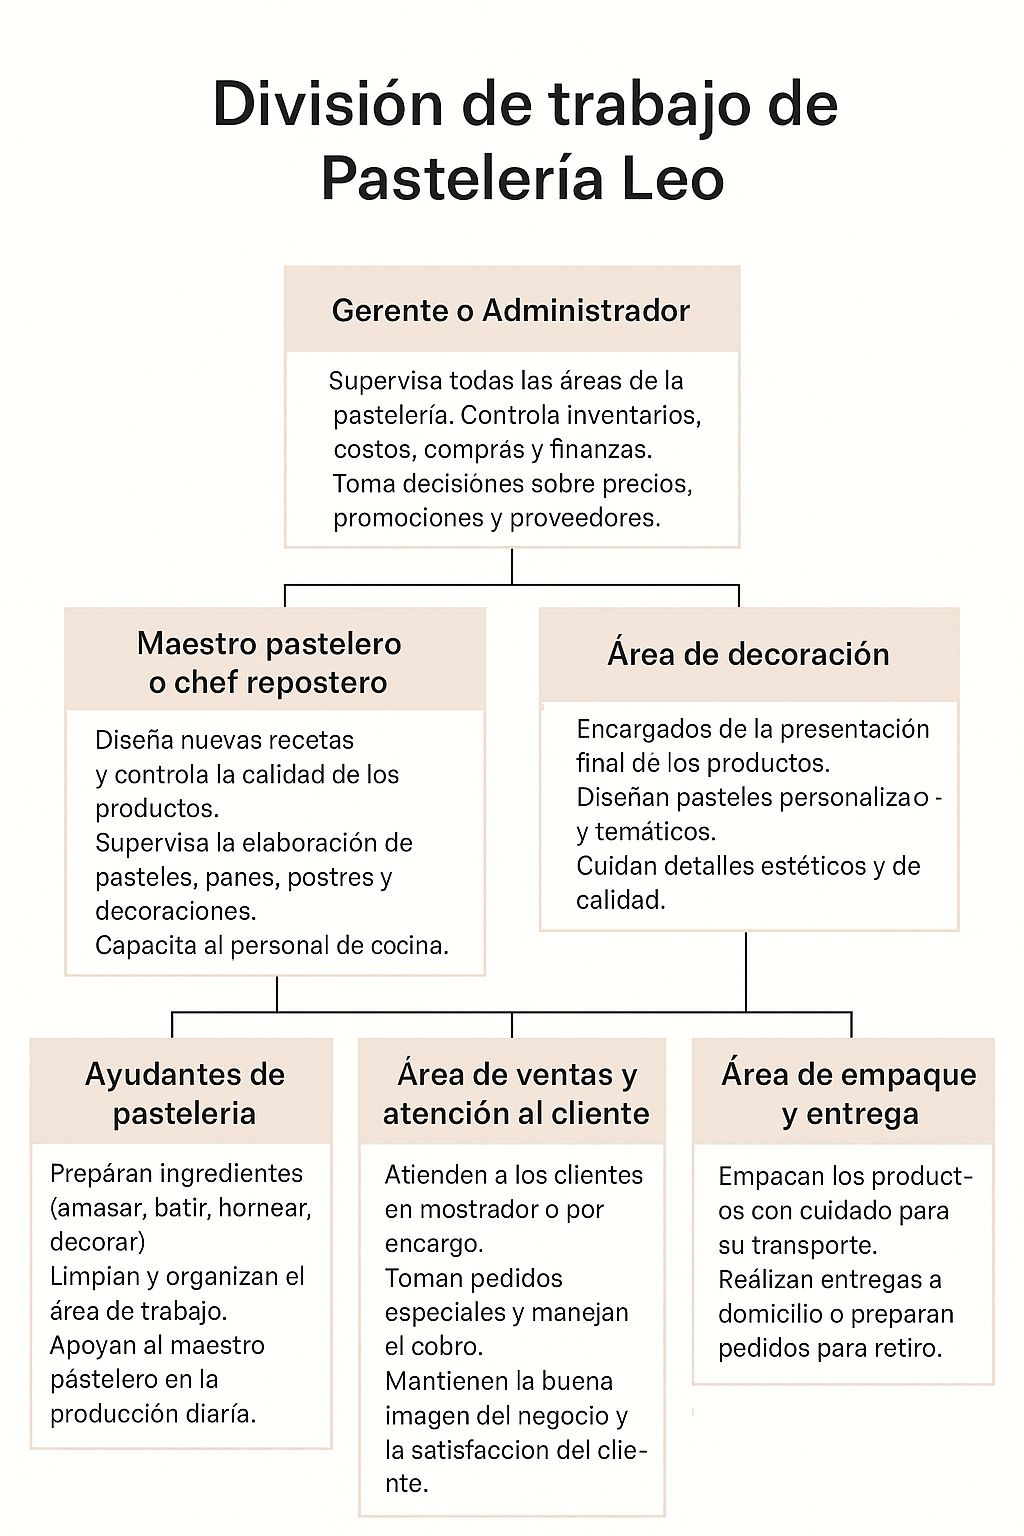 División de trabajo de
Pastelería Leo
Gerente o Administrador
Supervisa todas las áreas de la
pastelería. Controla inventarios,
costos, comprás y finanzas.
Toma decisiónes sobre precios,
promociones y proveedores.
Maestro pastelero
o chef repostero
Diseña nuevas recetas
y controla la calidad de los
productos.
Supervisa la elaboración de
pasteles, panes, postres y
decoraciones.
Capacita al personal de cocina.
Área de decoración
Encargados de la presentación
final dé los productos.
Diseñan pasteles personalizao -
y temáticos.
Cuidan detalles estéticos y de
calidad.
Ayudantes de
pasteleria
Prepáran ingredientes
(amasar, batir, hornear,
decorar)
Limpian y organizan el
área de trabajo.
Apoyan al maestro
pástelero en la
producción diaría.
Área de ventas y
atención al cliente
Atienden a los clientes
en mostrador o por
encargo.
Toman pedidos
especiales y manejan
el cobro.
Mantienen la buena
imagen del negocio y
la satisfaccion del clie-
nte.
Área de empaque
y entrega
Empacan los product-
os con cuidado para
su transporte.
Reálizan entregas a
domicilio o preparan
pedidos para retiro.